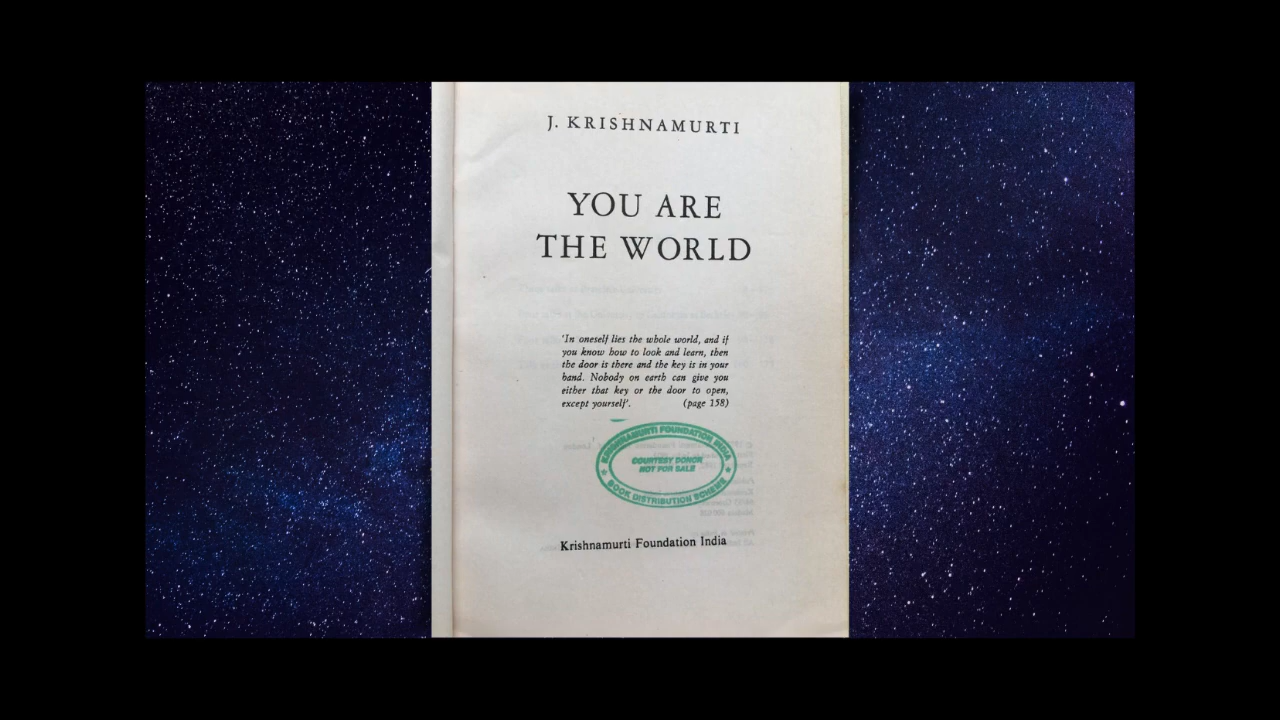 J. KRISHNAMURTI
YOU ARE
THE WORLD
'In oneself lies the whole world, and if
you know how to look and learn, then
the door is there and the key is in your
hand. Nobody on earth can give you
either that key or the door to open,
except yourself'. (page 158)
KRISHNAMURTI FOUNDATION INDIA
COURTESY DONOR
NOT FOR SALE
BOOK DISTRIBUTION SCHEME
Krishnamurti Foundation India